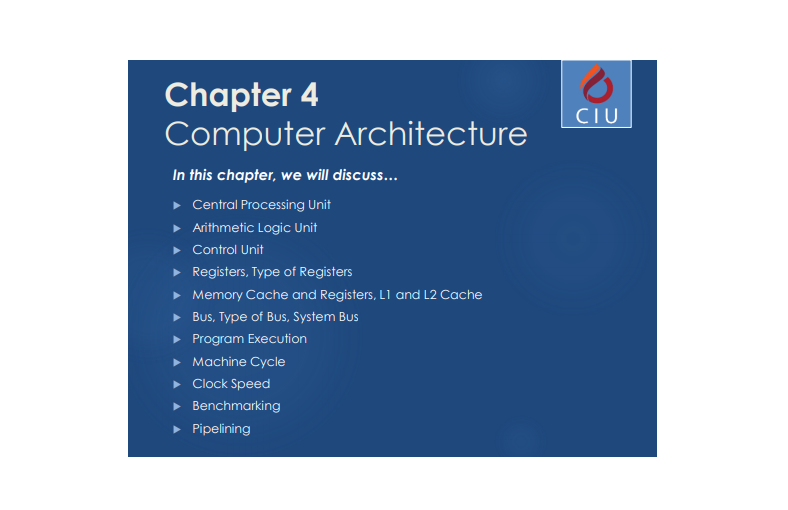 Chapter 4
Computer Architecture
CIU
In this chapter, we will discuss…
Central Processing Unit
Arithmetic Logic Unit
Control Unit
Registers, Type of Registers
Memory Cache and Registers, L1 and L2 Cache
Bus, Type of Bus, System Bus
Program Execution
Machine Cycle
Clock Speed
Benchmarking
Pipelining